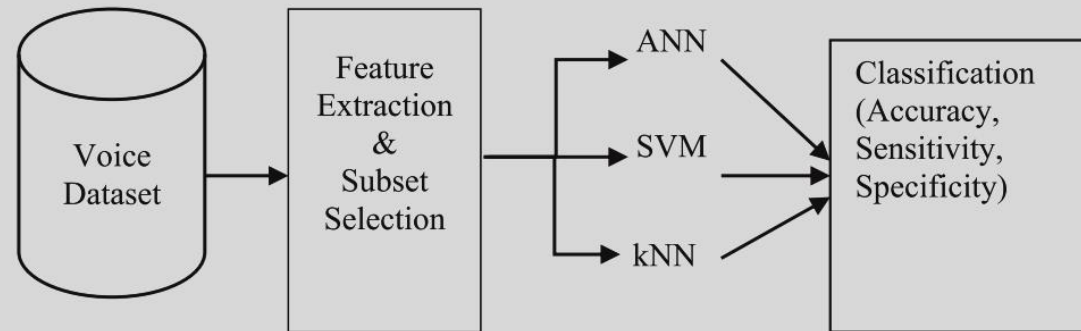 Voice
Dataset
Feature
Extraction
&
Subset
Selection
ANN
SVM
kNN
Classification
(Accuracy,
Sensitivity,
Specificity)